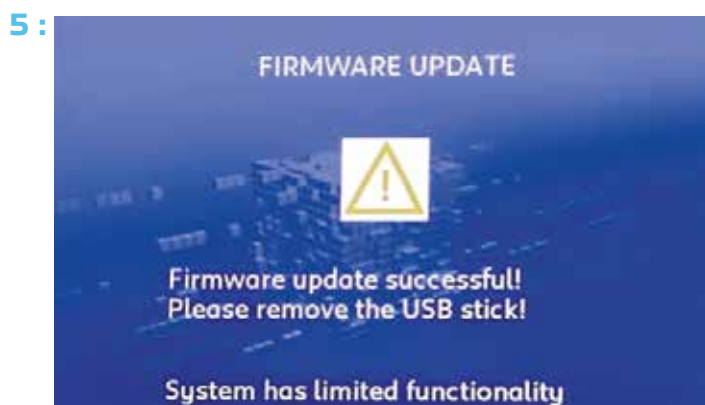 5 :
FIRMWARE UPDATE
!
Firmware update successful!
Please remove the USB stick!
System has limited functionality